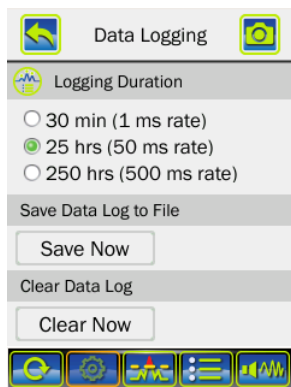 Data Logging
Logging Duration
30 min (1 ms rate)
25 hrs (50 ms rate)
250 hrs (500 ms rate)
Save Data Log to File
Save Now
Clear Data Log
Clear Now